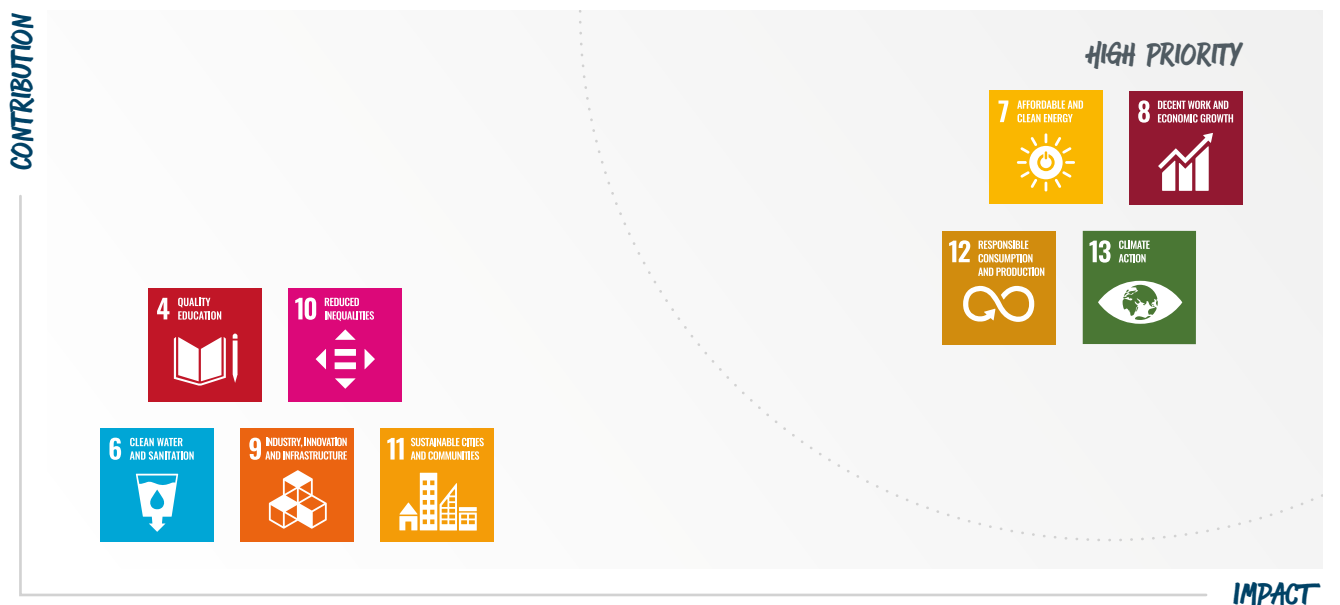 CONTRIBUTION
HIGH PRIORITY
7 AFFORDABLE AND
CLEAN ENERGY
8 DECENT WORK AND
ECONOMIC GROWTH
12 RESPONSIBLE
CONSUMPTION
AND PRODUCTION
13 CLIMATE
ACTION
4 QUALITY
EDUCATION
10 REDUCED
INEQUALITIES
6 CLEAN WATER
AND SANITATION
9 INDUSTRY, INNOVATION
AND INFRASTRUCTURE
11 SUSTAINABLE CITIES
AND COMMUNITIES
IMPACT